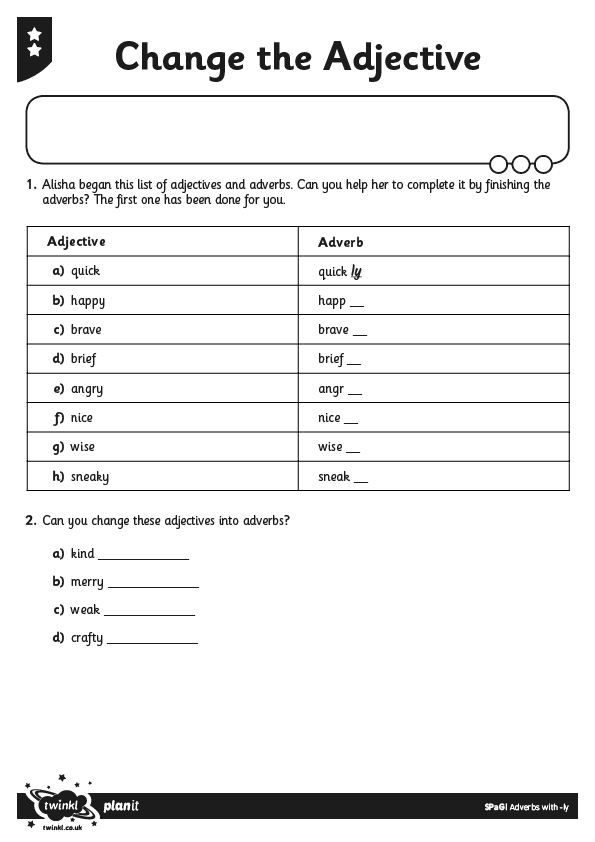 Change the Adjective
1. Alisha began this list of adjectives and adverbs. Can you help her to complete it by finishing the
adverbs? The first one has been done for you.
Adjective Adverb
a) quick quick ly
b) happy happ __
c) brave brave __
d) brief brief __
e) angry angr __
f) nice nice __
g) wise wise __
h) sneaky sneak __
2. Can you change these adjectives into adverbs?
a) kind ______________
b) merry ______________
c) weak ______________
d) crafty ______________
twinkl planit SPaG| Adverbs with -ly
twinkl.co.uk